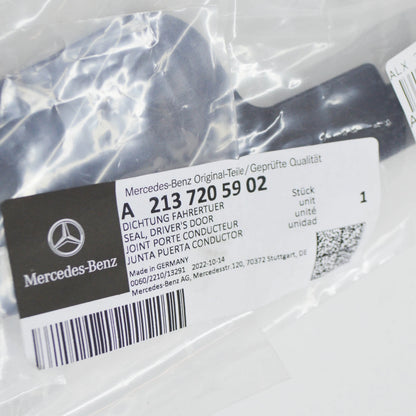 ALX
A
Mercedes-Benz Original-Teile/Geprüfte Qualität
A 213 720 59 02
DICHTUNG FAHRERTUER
SEAL, DRIVER'S DOOR
JOINT PORTE CONDUCTEUR
JUNTA PUERTA CONDUCTOR
Stück
unit
unité
unidad
1
Made in GERMANY
0060/2210/13291 2022-10-14
Mercedes-Benz AG, Mercedesstr 120, 70372 Stuttgart, DE
Mercedes-Benz